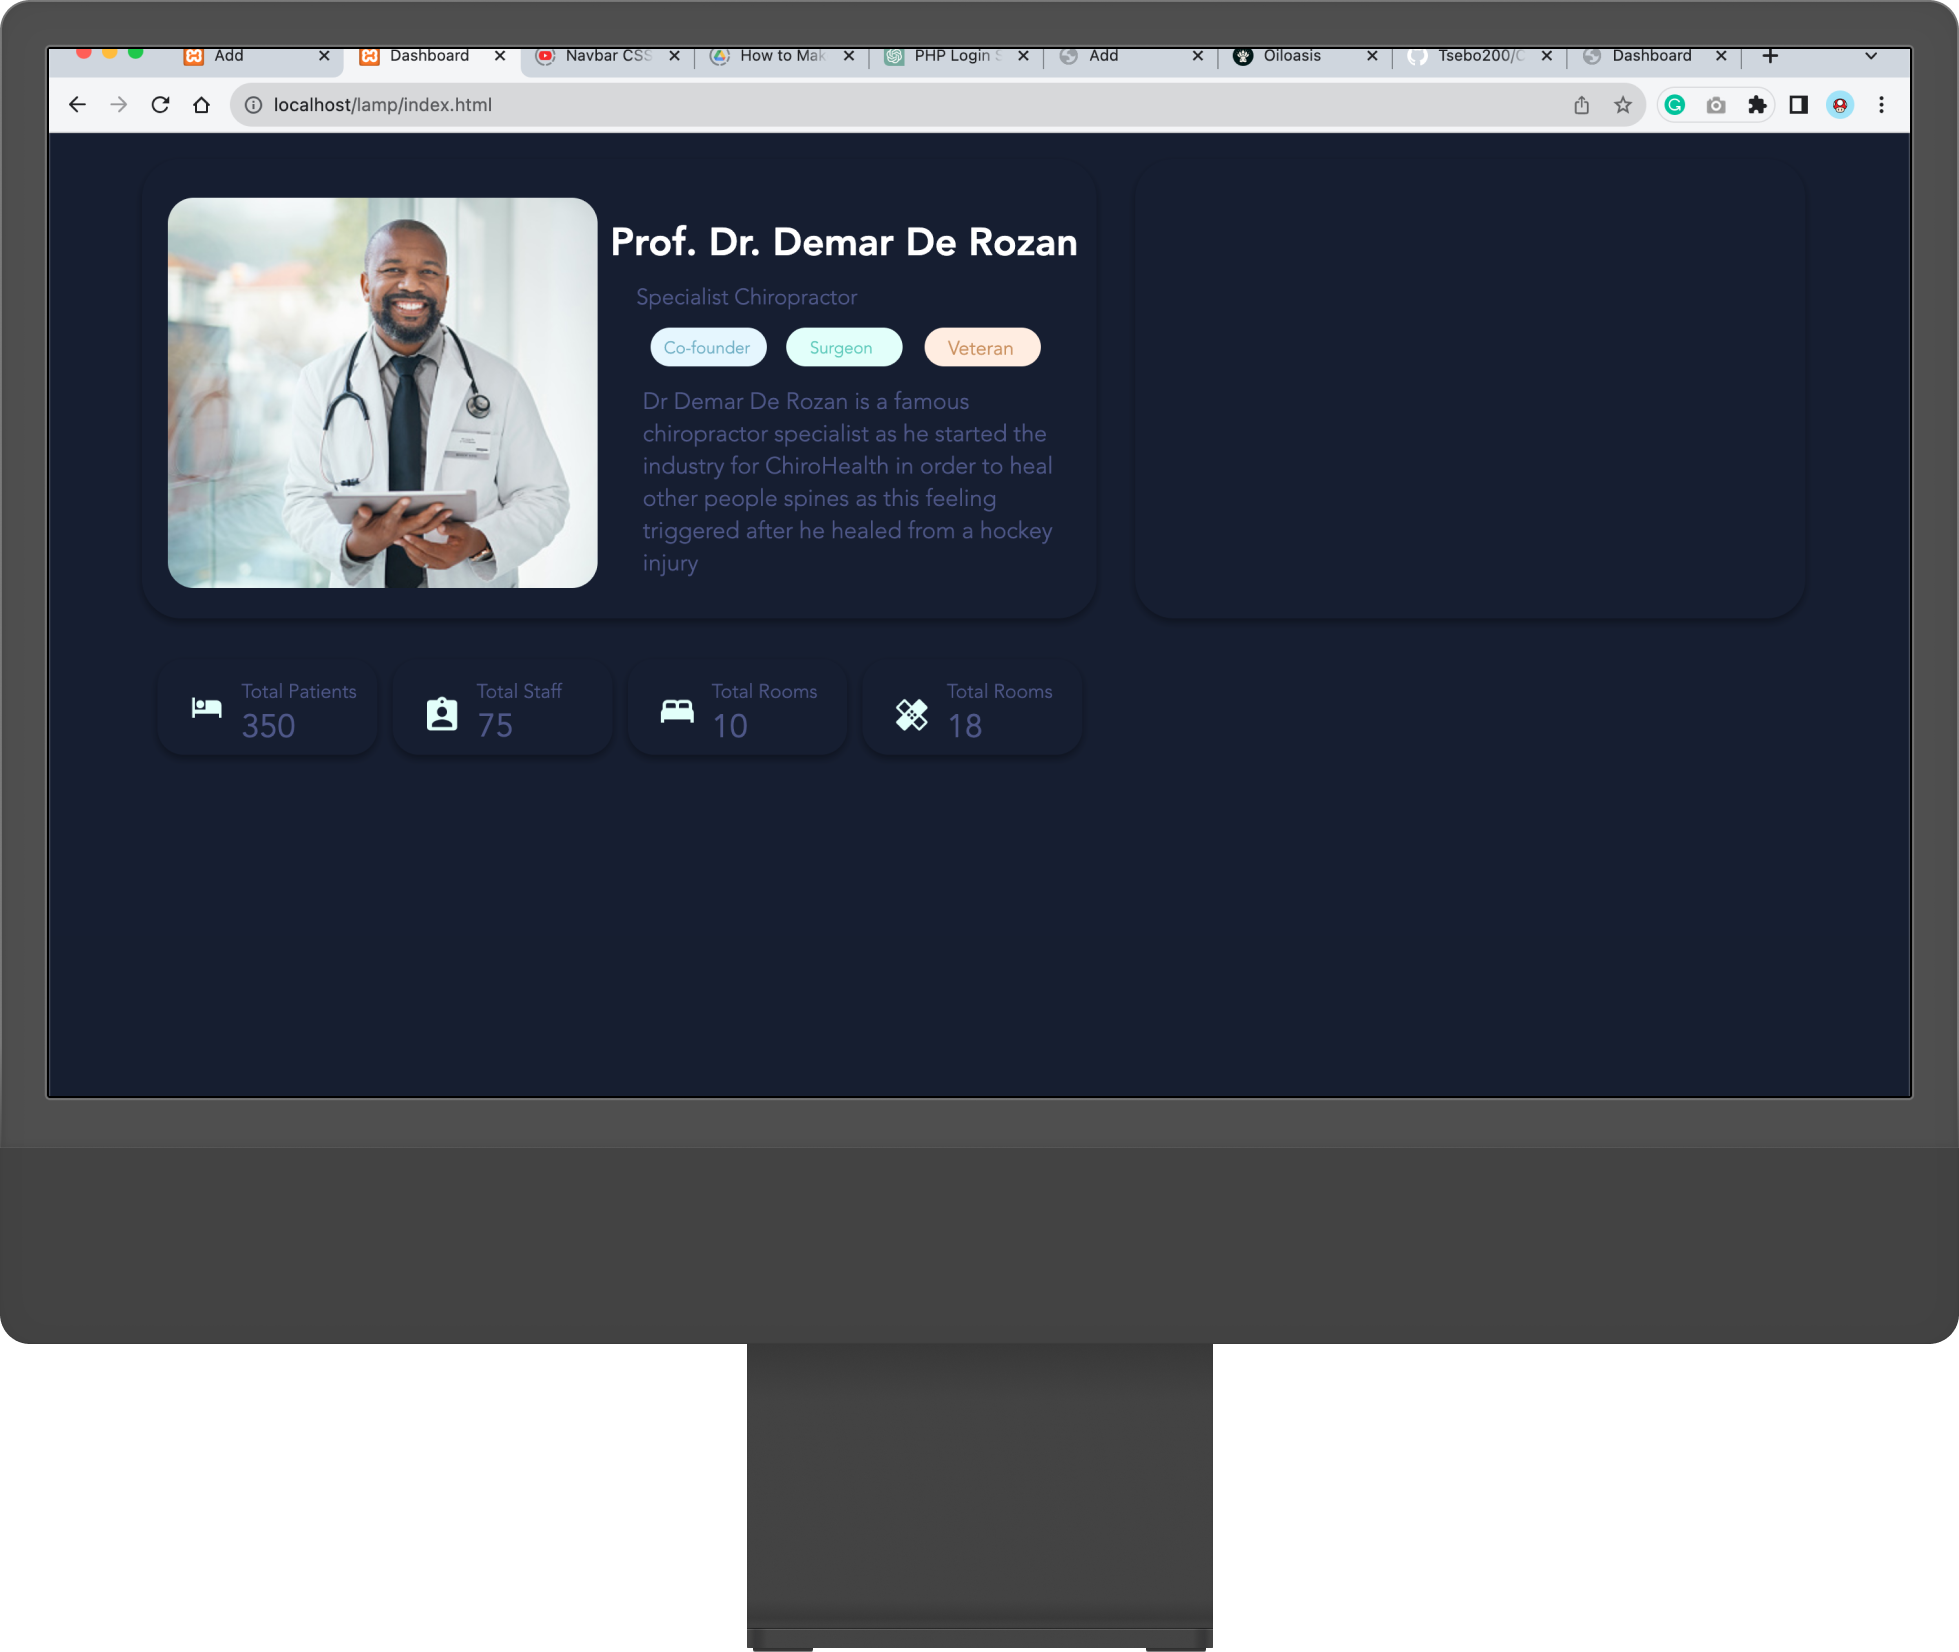 Add
Dashboard
Navbar CSS
How to Mak
PHP Login S
Add
Oiloasis
Tsebo200/C
Dashboard
localhost/lamp/index.html
Prof. Dr. Demar De Rozan
Specialist Chiropractor
Co-founder
Surgeon
Veteran
Dr Demar De Rozan is a famous
chiropractor specialist as he started the
industry for ChiroHealth in order to heal
other people spines as this feeling
triggered after he healed from a hockey
injury
Total Patients
350
Total Staff
75
Total Rooms
10
Total Rooms
18